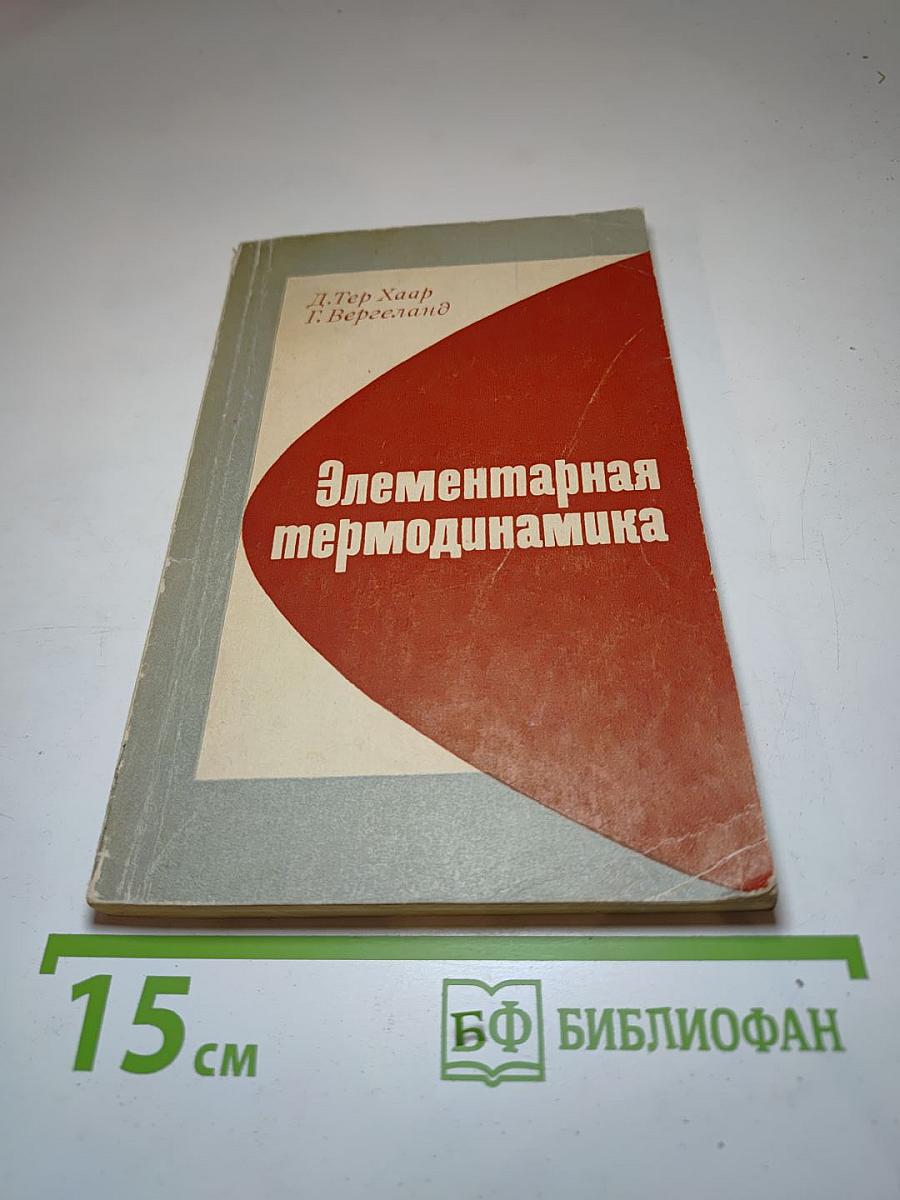 Д. Тер Хаар
Г. Вергеланд
Элементарная
термодинамика
15 см
БФ БИБЛИОФАН